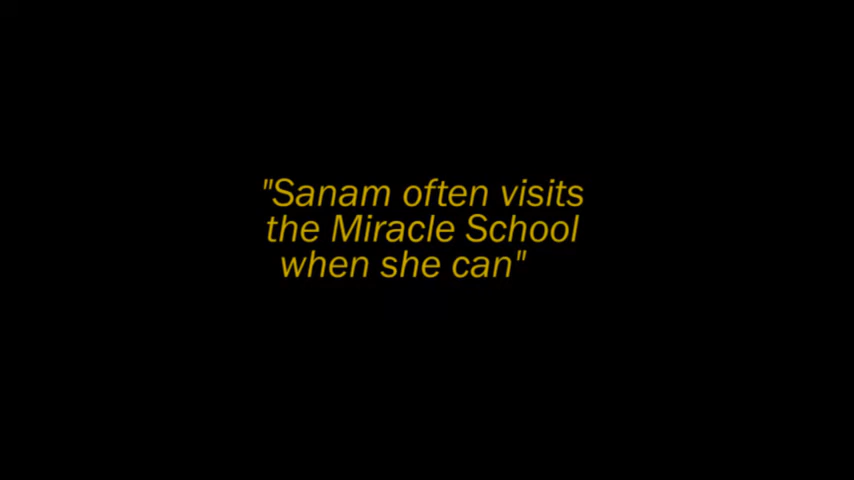 "Sanam often visits
the Miracle School
when she can"